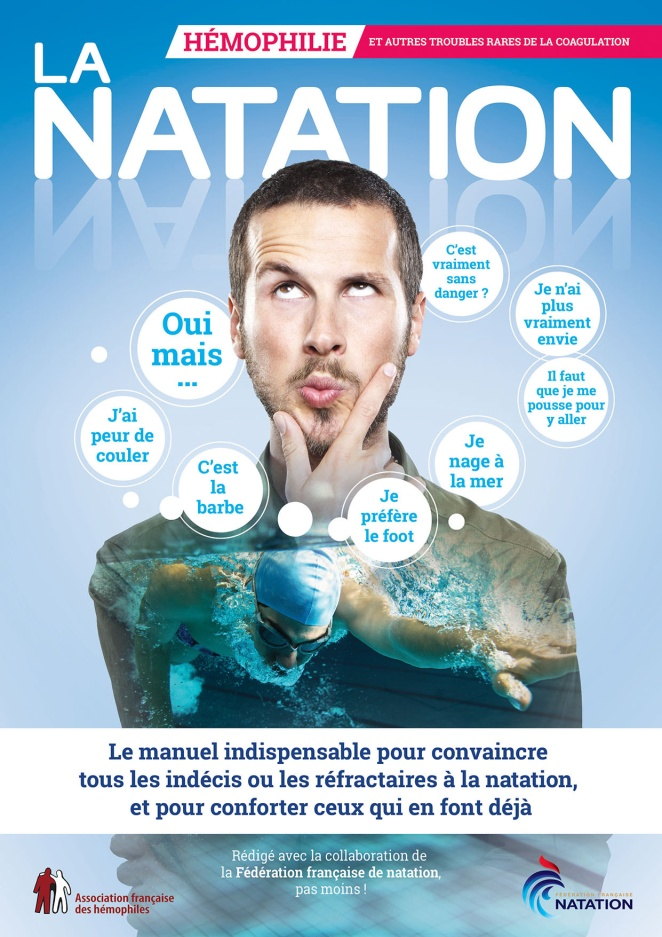 HÉMOPHILIE ET AUTRES TROUBLES RARES DE LA COAGULATION
LA
NATATION
C'est
vraiment
sans
danger ?
Je n'ai
plus
vraiment
envie
Oui
mais
...
Il faut
que je me
pousse pour
y aller
J'ai
peur de
couler
Je
nage à
la mer
C'est
la
barbe
Je
préfère
le foot
Le manuel indispensable pour convaincre
tous les indécis ou les réfractaires à la natation,
et pour conforter ceux qui en font déjà
Rédigé avec la collaboration de
la Fédération française de natation,
pas moins !
Association française
des hémophiles
FÉDÉRATION FRANÇAISE
NATATION